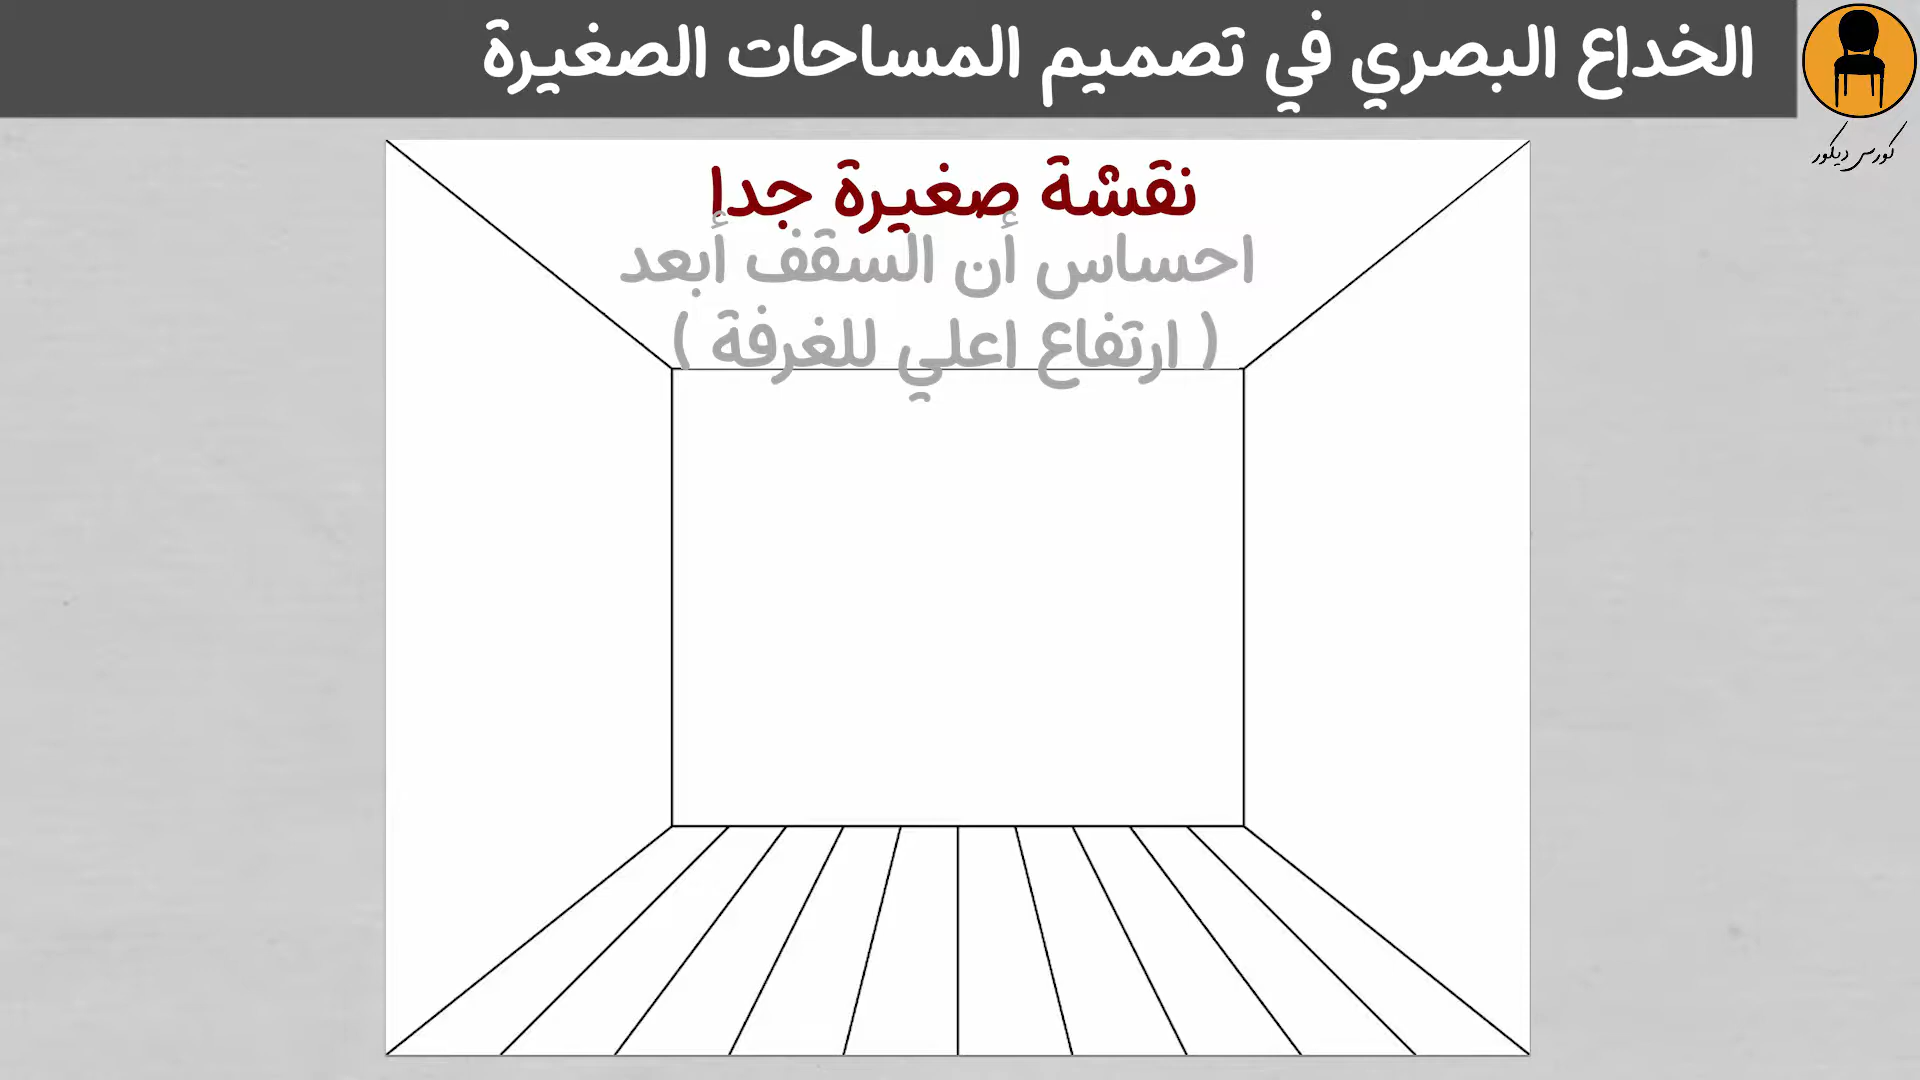 الخداع البصري في تصميم المساحات الصغيرة
كورس ديكور
نقشة صغيرة جدا
احساس أن السقف أبعد
( ارتفاع اعلي للغرفة )